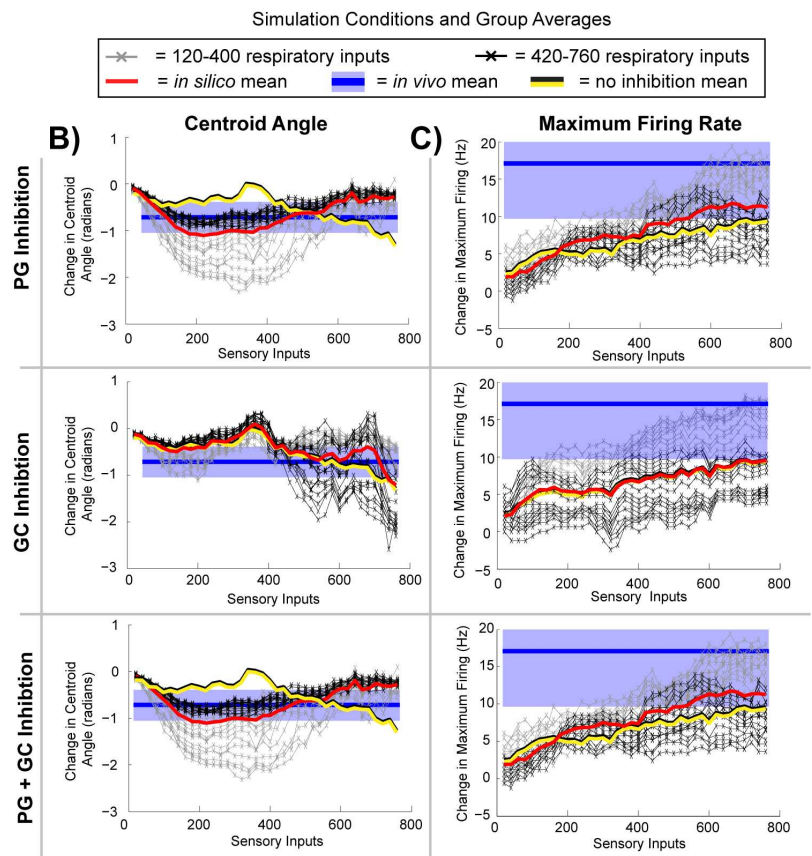 Simulation Conditions and Group Averages
= 120-400 respiratory inputs
= 420-760 respiratory inputs
= in silico mean
= in vivo mean
= no inhibition mean
B)
Centroid Angle
C)
Maximum Firing Rate
PG Inhibition
Change in Centroid
Angle (radians)
1
0
−1
−2
−3
0 200 400 600 800
Sensory Inputs
Change in Maximum Firing (Hz)
20
15
10
5
0
−5
0 200 400 600 800
Sensory Inputs
GC Inhibtion
Change in Centroid
Angle (radians)
1
0
−1
−2
−3
0 200 400 600 800
Sensory Inputs
Change in Maximum Firing (Hz)
20
15
10
5
0
−5
0 200 400 600 800
Sensory Inputs
PG + GC Inhibtion
Change in Centroid
Angle (radians)
1
0
−1
−2
−3
0 200 400 600 800
Sensory Inputs
Change in Maximum Firing (Hz)
20
15
10
5
0
−5
0 200 400 600 800
Sensory Inputs